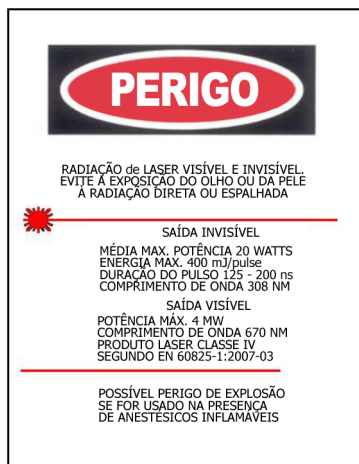 PERIGO
RADIAÇÃO de LASER VISÍVEL E INVISÍVEL.
EVITE A EXPOSIÇÃO DO OLHO OU DA PELE
À RADIAÇÃO DIRETA OU ESPALHADA
SAÍDA INVISÍVEL
MÉDIA MAX. POTÊNCIA 20 WATTS
ENERGIA MAX. 400 mJ/pulse
DURAÇÃO DO PULSO 125 - 200 ns
COMPRIMENTO DE ONDA 308 NM
SAÍDA VISÍVEL
POTÊNCIA MÁX. 4 MW
COMPRIMENTO DE ONDA 670 NM
PRODUTO LASER CLASSE IV
SEGUNDO EN 60825-1:2007-03
POSSÍVEL PERIGO DE EXPLOSÃO
SE FOR USADO NA PRESENÇA
DE ANESTÉSICOS INFLAMÁVEIS